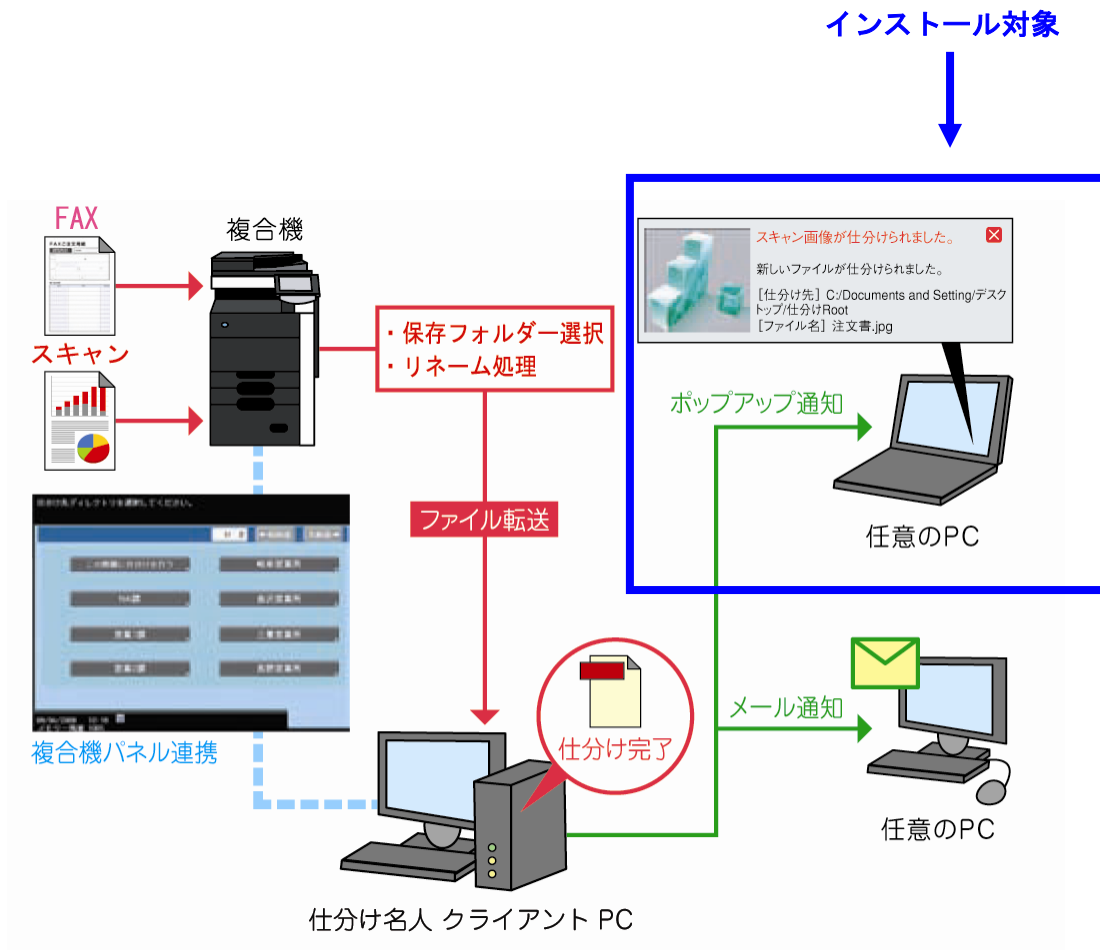 インストール対象
FAX
複合機
スキャン
・保存フォルダー選択
・リネーム処理
スキャン画像が仕分けられました。
新しいファイルが仕分けられました。
[仕分け先] C:/Documents and Setting/デスク
トップ/仕分けRoot
[ファイル名] 注文書.jpg
ポップアップ通知
任意のPC
ファイル転送
複合機パネル連携
仕分け完了
メール通知
任意のPC
仕分け名人 クライアント PC